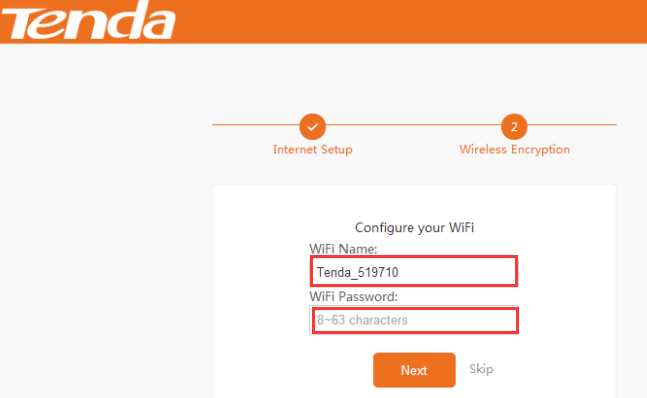 Tenda
2
Internet Setup
Wireless Encryption
Configure your WiFi
WiFi Name:
Tenda_519710
WiFi Password:
8~63 characters
Next
Skip